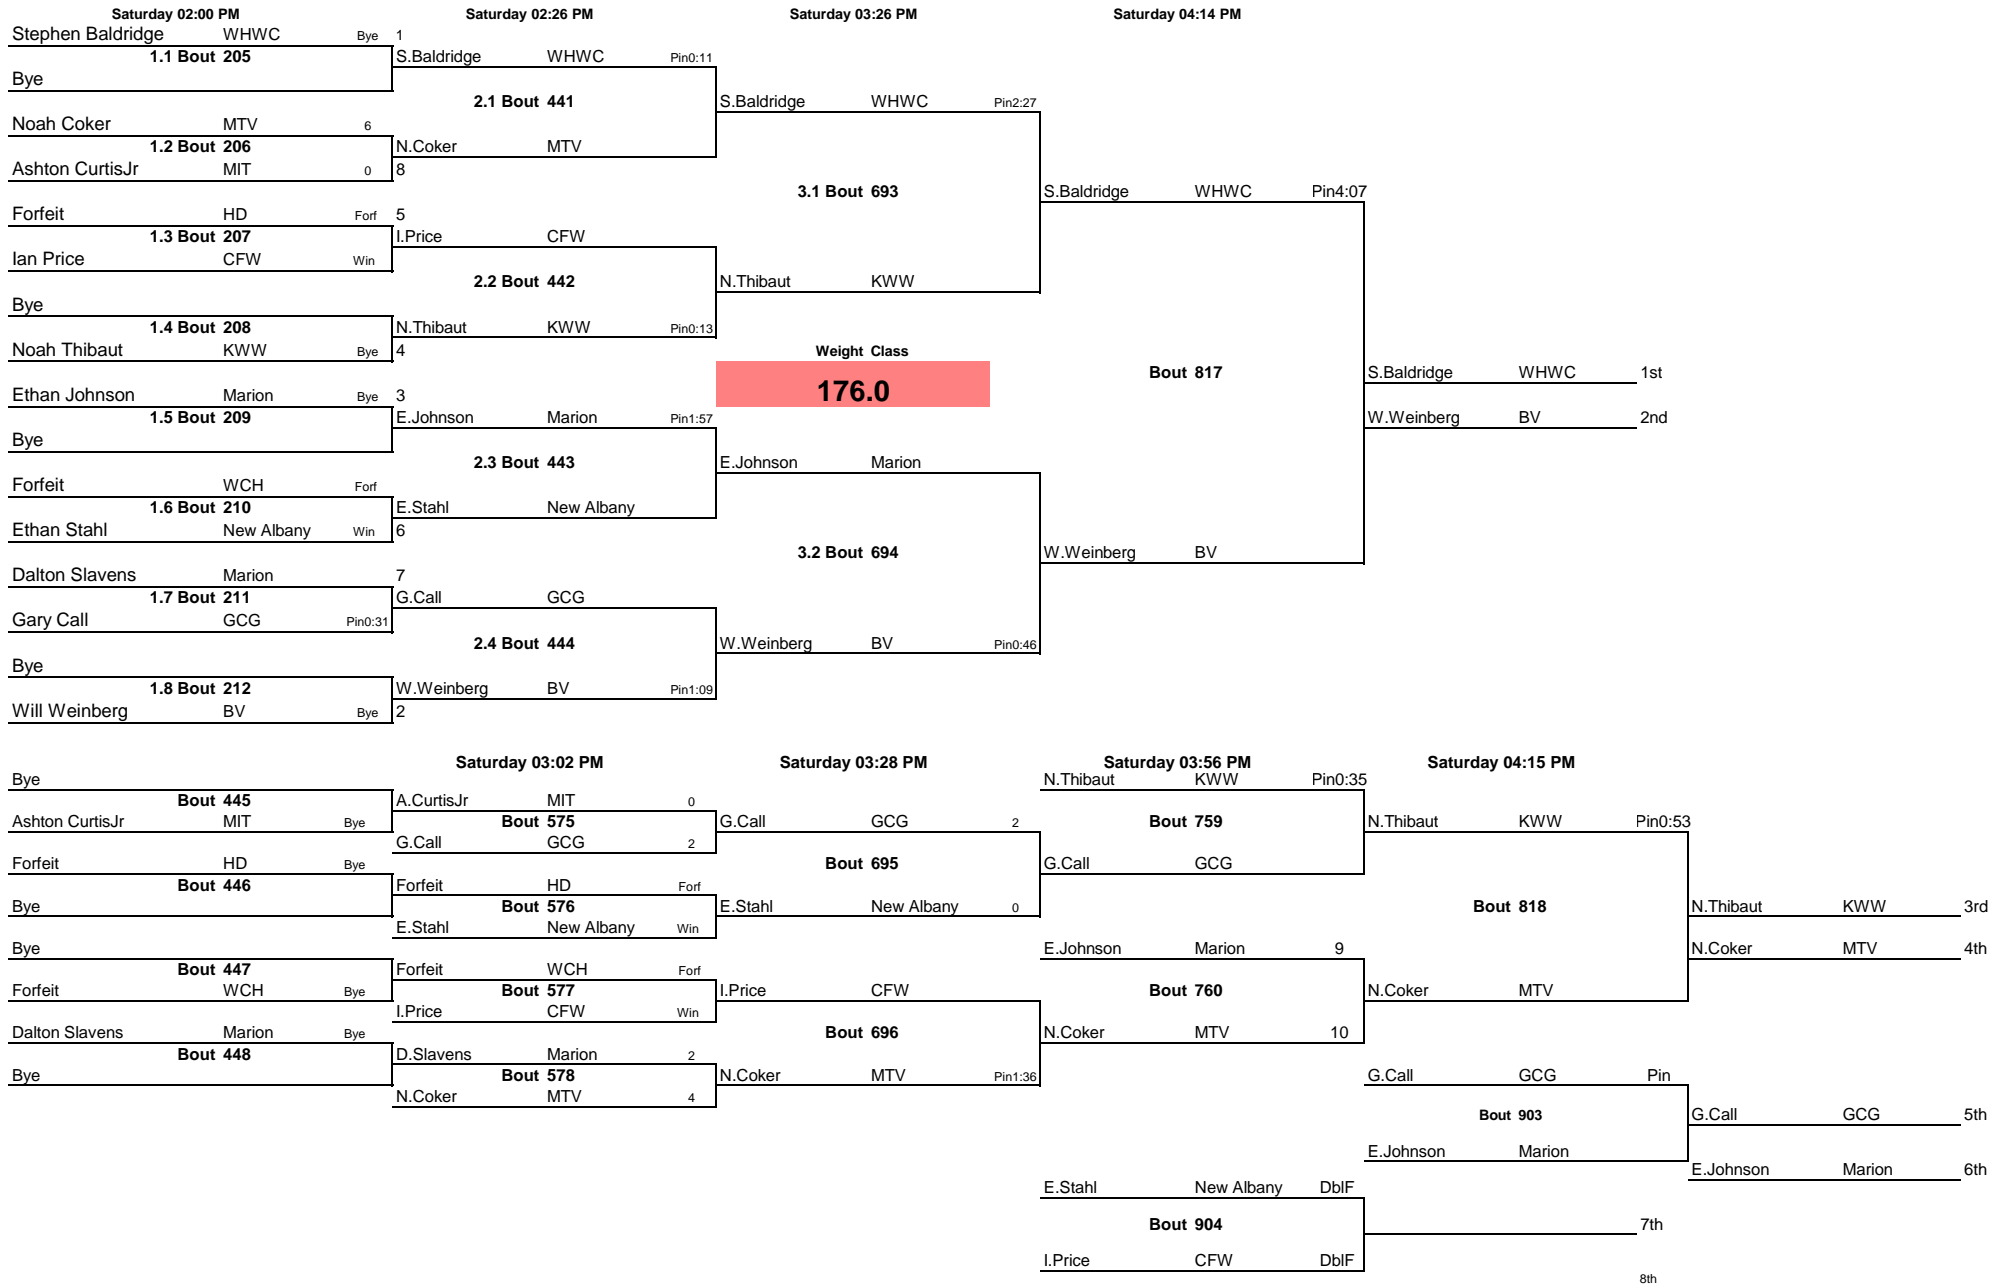 Saturday 02:00 PM Saturday 02:26 PM Saturday 03:26 PM Saturday 04:14 PM
Stephen Baldridge WHWC Bye 1
1.1 Bout 205 S.Baldridge WHWC Pin0:11
Bye
2.1 Bout 441 S.Baldridge WHWC Pin2:27
Noah Coker MTV 6
1.2 Bout 206 N.Coker MTV
Ashton CurtisJr MIT 0 8
3.1 Bout 693 S.Baldridge WHWC Pin4:07
Forfeit HD Forf 5
1.3 Bout 207 I.Price CFW
Ian Price CFW Win
2.2 Bout 442 N.Thibaut KWW
Bye
1.4 Bout 208 N.Thibaut KWW Pin0:13
Noah Thibaut KWW Bye 4 Weight Class
Bout 817 S.Baldridge WHWC 1st
Ethan Johnson Marion Bye 3 176.0
1.5 Bout 209 E.Johnson Marion Pin1:57 W.Weinberg BV 2nd
Bye
2.3 Bout 443 E.Johnson Marion
Forfeit WCH Forf
1.6 Bout 210 E.Stahl New Albany
Ethan Stahl New Albany Win 6
3.2 Bout 694 W.Weinberg BV
Dalton Slavens Marion 7
1.7 Bout 211 G.Call GCG
Gary Call GCG Pin0:31
2.4 Bout 444 W.Weinberg BV Pin0:46
Bye
1.8 Bout 212 W.Weinberg BV Pin1:09
Will Weinberg BV Bye 2
Saturday 03:02 PM Saturday 03:28 PM Saturday 03:56 PM Saturday 04:15 PM
Bye N.Thibaut KWW Pin0:35
Bout 445 A.CurtisJr MIT 0
Ashton CurtisJr MIT Bye Bout 575 G.Call GCG 2 Bout 759 N.Thibaut KWW Pin0:53
G.Call GCG 2
Forfeit HD Bye Bout 695 G.Call GCG
Bout 446 Forfeit HD Forf
Bye Bout 576 E.Stahl New Albany 0 Bout 818 N.Thibaut KWW 3rd
E.Stahl New Albany Win
Bye E.Johnson Marion 9 N.Coker MTV 4th
Bout 447 Forfeit WCH Forf
Forfeit WCH Bye Bout 577 I.Price CFW Bout 760 N.Coker MTV
I.Price CFW Win
Dalton Slavens Marion Bye Bout 696 N.Coker MTV 10
Bout 448 D.Slavens Marion 2
Bye Bout 578 N.Coker MTV Pin1:36 G.Call GCG Pin
N.Coker MTV 4
Bout 903 G.Call GCG 5th
E.Johnson Marion
E.Johnson Marion 6th
E.Stahl New Albany DblF
Bout 904 7th
I.Price CFW DblF
8th